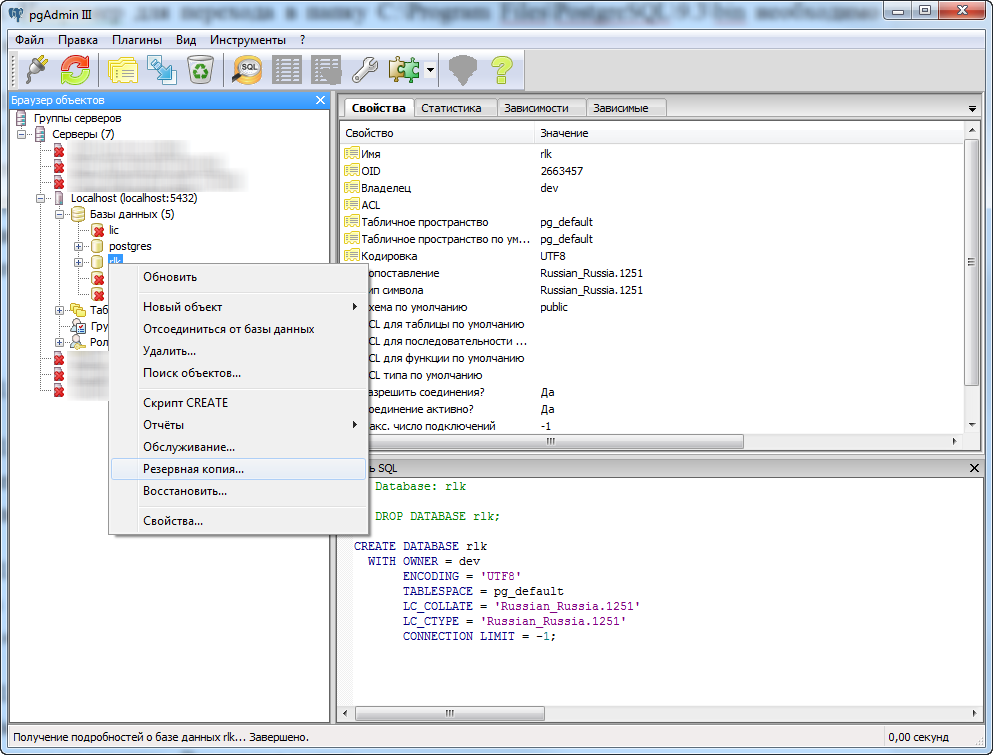 pgAdmin III
для перехода в папку C:\Program Files\PostgreSQL\9.3\bin необходимо
Файл Правка Плагины Вид Инструменты ?
SQL
Браузер объектов
Группы серверов
Серверы (7)
Localhost (localhost:5432)
Базы данных (5)
lic
postgres
rlk
Таб
Гру
Рол
Обновить
Новый объект
Отсоединиться от базы данных
Удалить...
Поиск объектов...
Скрипт CREATE
Отчёты
Обслуживание...
Резервная копия...
Восстановить...
Свойства...
Свойства Статистика Зависимости Зависимые
Свойство Значение
Имя rlk
OID 2663457
Владелец dev
ACL
Табличное пространство pg_default
Табличное пространство по ум... pg_default
Кодировка UTF8
опоставление Russian_Russia.1251
ип символа Russian_Russia.1251
хема по умолчанию public
CL для таблицы по умолчанию
CL для последовательности ...
CL для функции по умолчанию
CL типа по умолчанию
азрешить соединения? Да
оединение активно? Да
акс. число подключений -1
ь SQL
Database: rlk
DROP DATABASE rlk;
CREATE DATABASE rlk
WITH OWNER = dev
ENCODING = 'UTF8'
TABLESPACE = pg_default
LC_COLLATE = 'Russian_Russia.1251'
LC_CTYPE = 'Russian_Russia.1251'
CONNECTION LIMIT = -1;
Получение подробностей о базе данных rlk... Завершено.
0,00 секунд